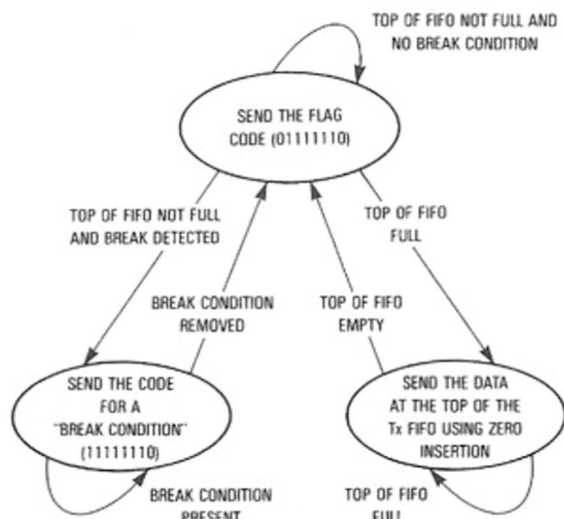 TOP OF FIFO NOT FULL AND
NO BREAK CONDITION
SEND THE FLAG
CODE (01111110)
TOP OF FIFO NOT FULL
AND BREAK DETECTED
TOP OF FIFO
FULL
BREAK CONDITION
REMOVED
TOP OF FIFO
EMPTY
SEND THE CODE
FOR A
"BREAK CONDITION"
(11111110)
SEND THE DATA
AT THE TOP OF THE
Tx FIFO USING ZERO
INSERTION
BREAK CONDITION
PRESENT
TOP OF FIFO
FULL